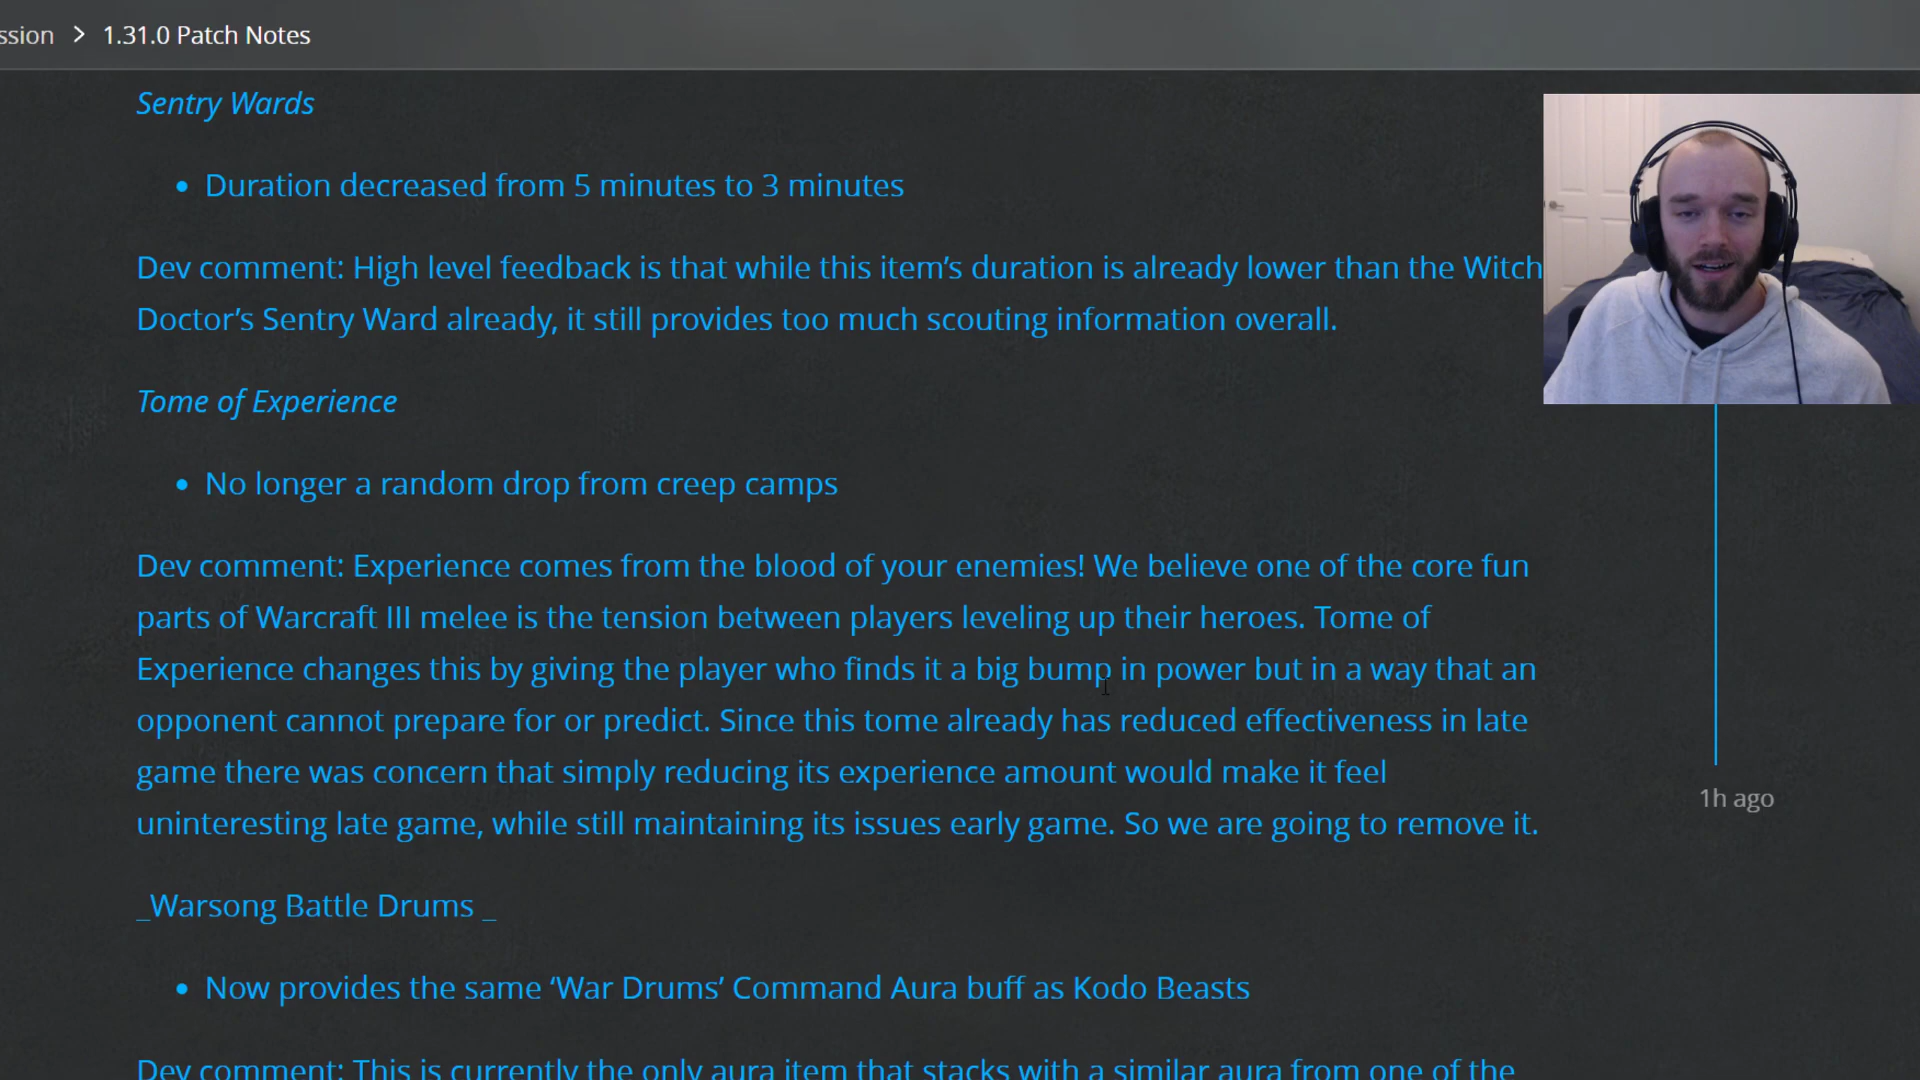 ssion > 1.31.0 Patch Notes
Sentry Wards
• Duration decreased from 5 minutes to 3 minutes
Dev comment: High level feedback is that while this item’s duration is already lower than the Witch
Doctor’s Sentry Ward already, it still provides too much scouting information overall.
Tome of Experience
• No longer a random drop from creep camps
Dev comment: Experience comes from the blood of your enemies! We believe one of the core fun
parts of Warcraft III melee is the tension between players leveling up their heroes. Tome of
Experience changes this by giving the player who finds it a big bump in power but in a way that an
opponent cannot prepare for or predict. Since this tome already has reduced effectiveness in late
game there was concern that simply reducing its experience amount would make it feel
uninteresting late game, while still maintaining its issues early game. So we are going to remove it.
1h ago
_Warsong Battle Drums _
• Now provides the same ‘War Drums’ Command Aura buff as Kodo Beasts
Dev comment: This is currently the only aura item that stacks with a similar aura from one of the